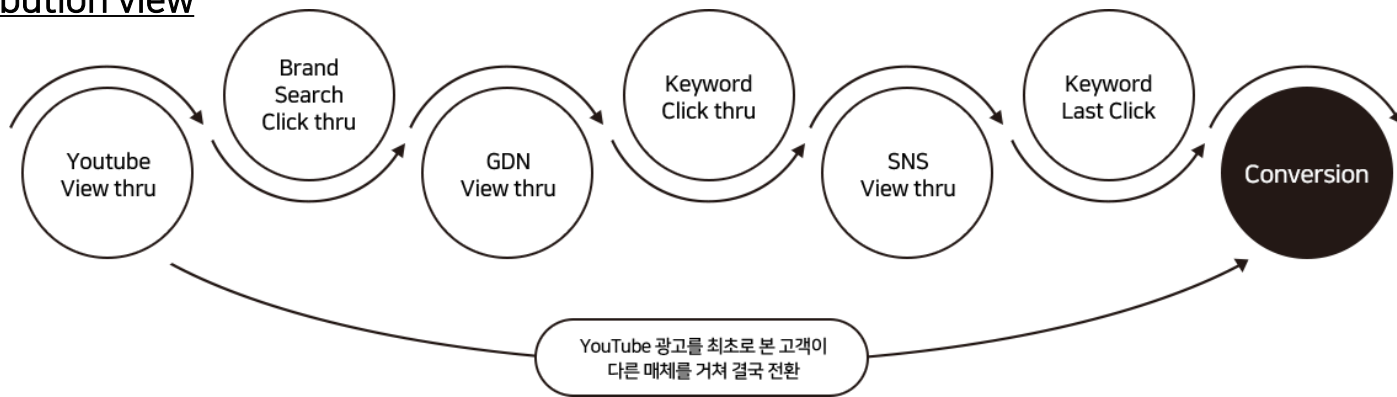 bution view
Youtube
View thru
Brand
Search
Click thru
GDN
View thru
Keyword
Click thru
SNS
View thru
Keyword
Last Click
Conversion
YouTube 광고를 최초로 본 고객이
다른 매체를 거쳐 결국 전환